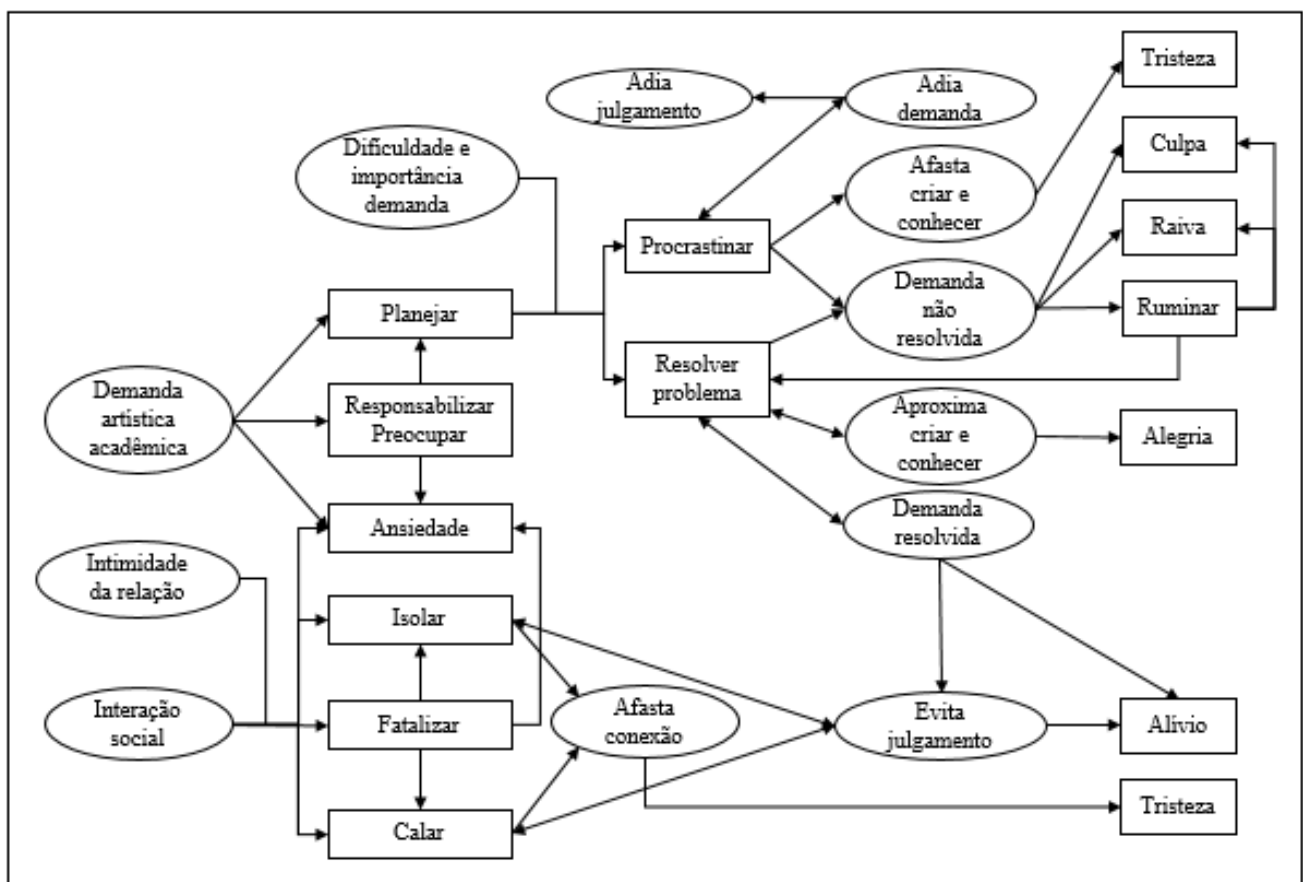 Tristeza
Adia
julgamento
Adia
demanda
Culpa
Dificuldade e
importância
demanda
Afasta
criar e
conhecer
Raiva
Procrastinar
Planejar
Demanda
não
resolvida
Ruminar
Resolver
problema
Demanda
artística
acadêmica
Responsabilizar
Preocupar
Aproxima
criar e
conhecer
Alegria
Ansiedade
Demanda
resolvida
Intimidade
da relação
Isolar
Interação
social
Fatalizar
Afasta
conexão
Evita
julgamento
Alívio
Tristeza
Calar